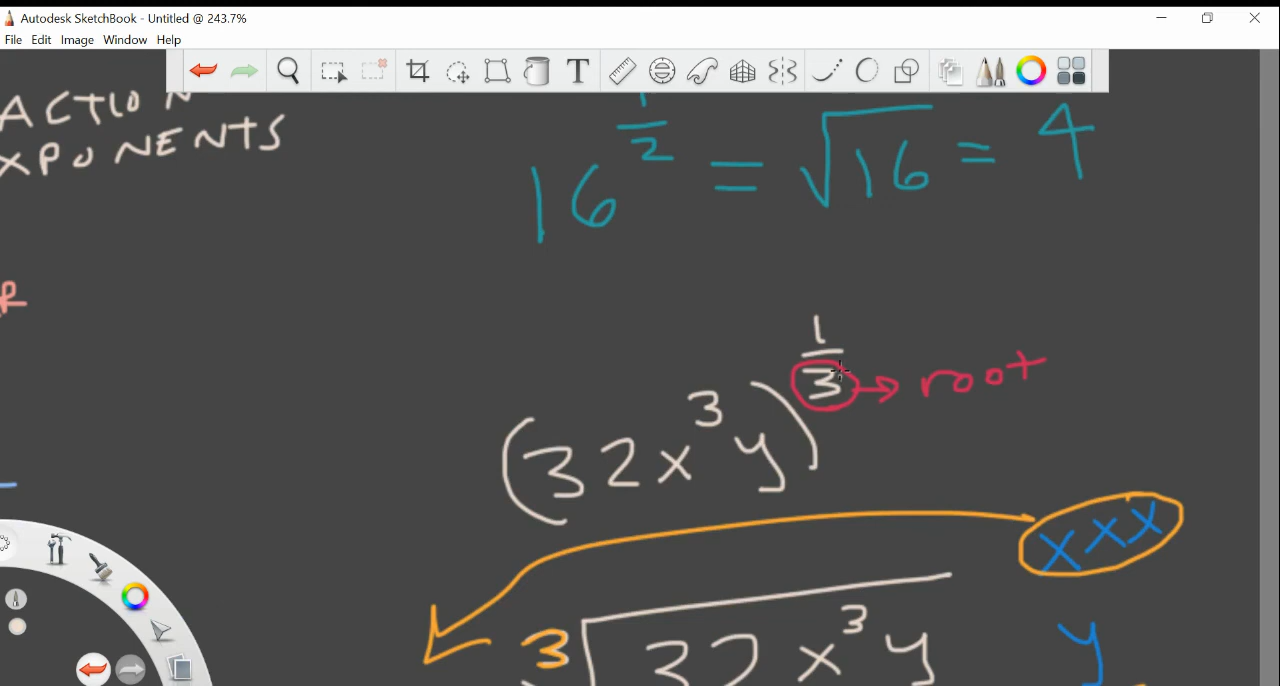 Autodesk SketchBook - Untitled @ 243.7%
File Edit Image Window Help
T
ACTION
XPONENTS
16^{1/2} = √16 = 4
R
(32x³y)^{1/3} → root
xxx
3√32x³y
y